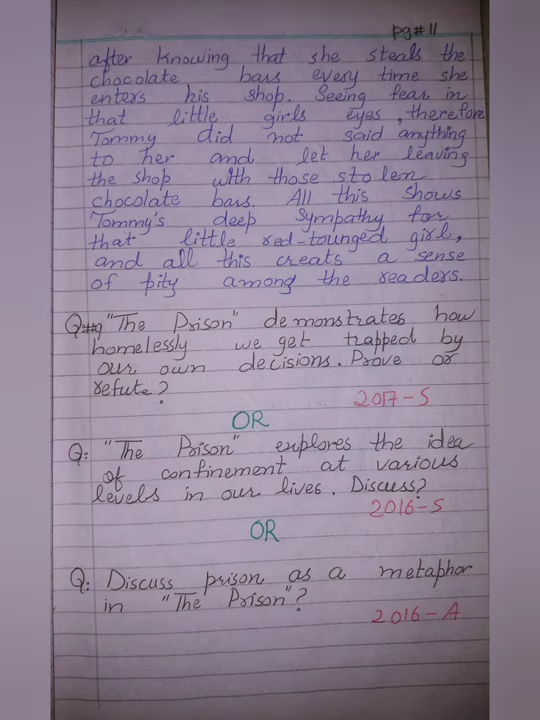 pg#11
after knowing that she steals the
chocolate bars every time she
enters his shop. Seeing fear in
that little girls eyes, therefore
Tommy did not said anything
to her and let her leaving
the shop with those stolen
chocolate bars. All this shows
Tommy's deep sympathy for
that little red-tounged girl,
and all this creats a sense
of pity among the readers.
Q#9 "The Prison" demonstrates how
homelessly we get trapped by
our own decisions. Prove or
refute?
2017-S
OR
Q: "The Prison" explores the idea
of confinement at various
levels in our lives. Discuss?
2016-S
OR
Q: Discuss prison as a metaphor
in "The Prison"?
2016-A